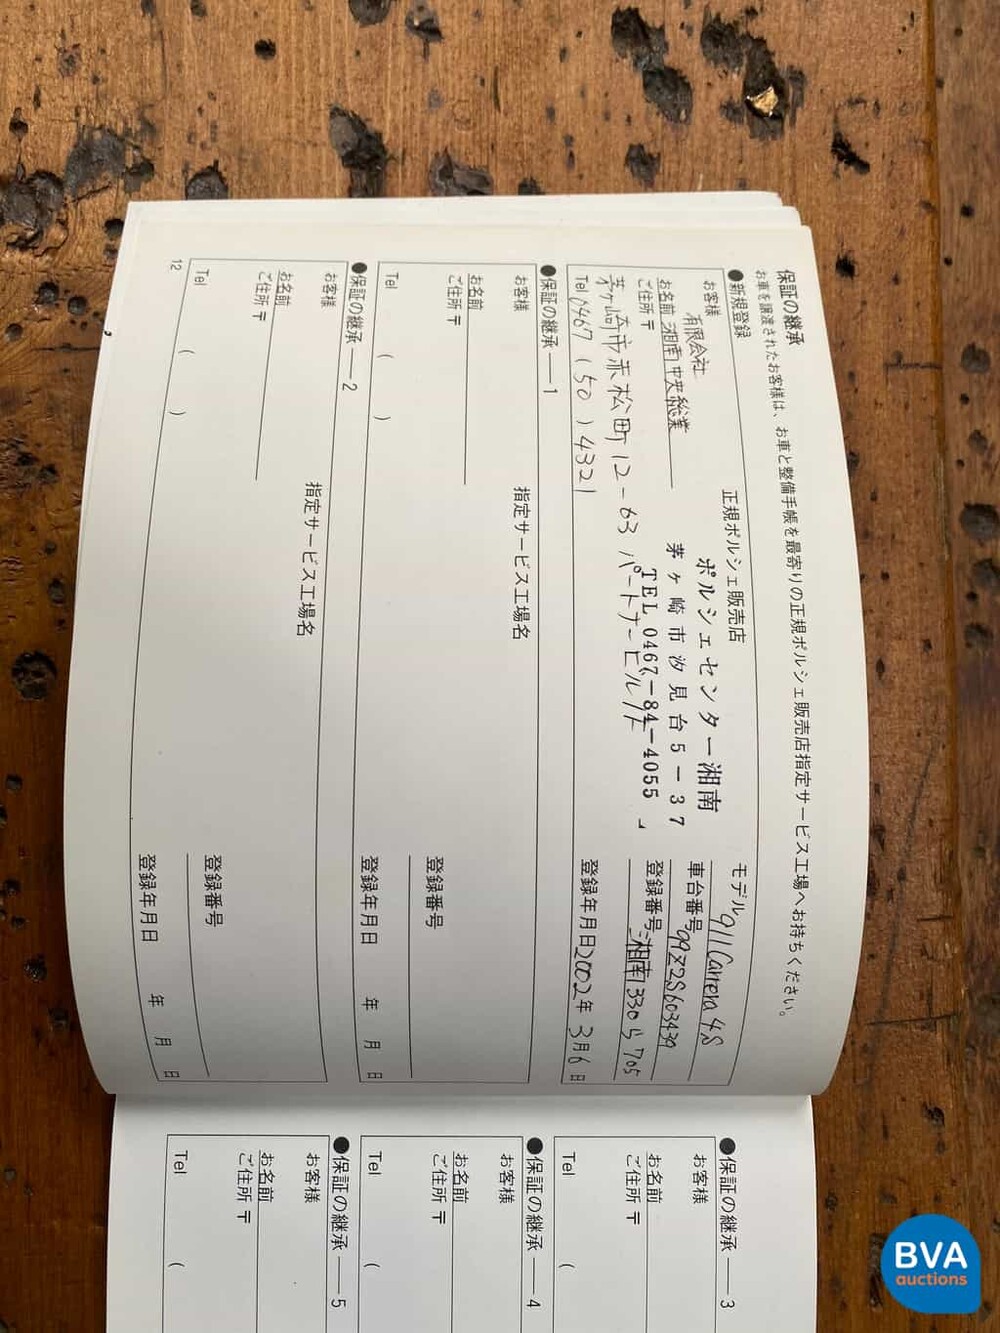 保証の継承
お車を譲渡されたお客様は、お車と整備手帳を最寄りの正規ポルシェ販売店指定サービス工場へお持ちください。
●新規登録
お客様
有限会社
お名前 湘南中央総業
ご住所 〒
茅ヶ崎市赤松町12-63 パートナービル1F
Tel 0467 (50) 4321
正規ポルシェ販売店
ポルシェセンター湘南
茅ヶ崎市汐見台5-37
TEL 0467-84-4055
モデル 911 Carrera 4S
車台番号 99Z2S603439
登録番号 湘南 330 ら 705
登録年月日 2002年 3月 6日
●保証の継承——1
お客様
お名前
ご住所 〒
Tel ( )
指定サービス工場名
登録番号
登録年月日 年 月 日
●保証の継承——2
お客様
お名前
ご住所 〒
Tel ( )
指定サービス工場名
登録番号
登録年月日 年 月 日
12
●保証の継承——3
お客様
お名前
ご住所 〒
Tel (
●保証の継承——4
お客様
お名前
ご住所 〒
Tel (
●保証の継承——5
お客様
お名前
ご住所 〒
Tel (
BVA
auctions